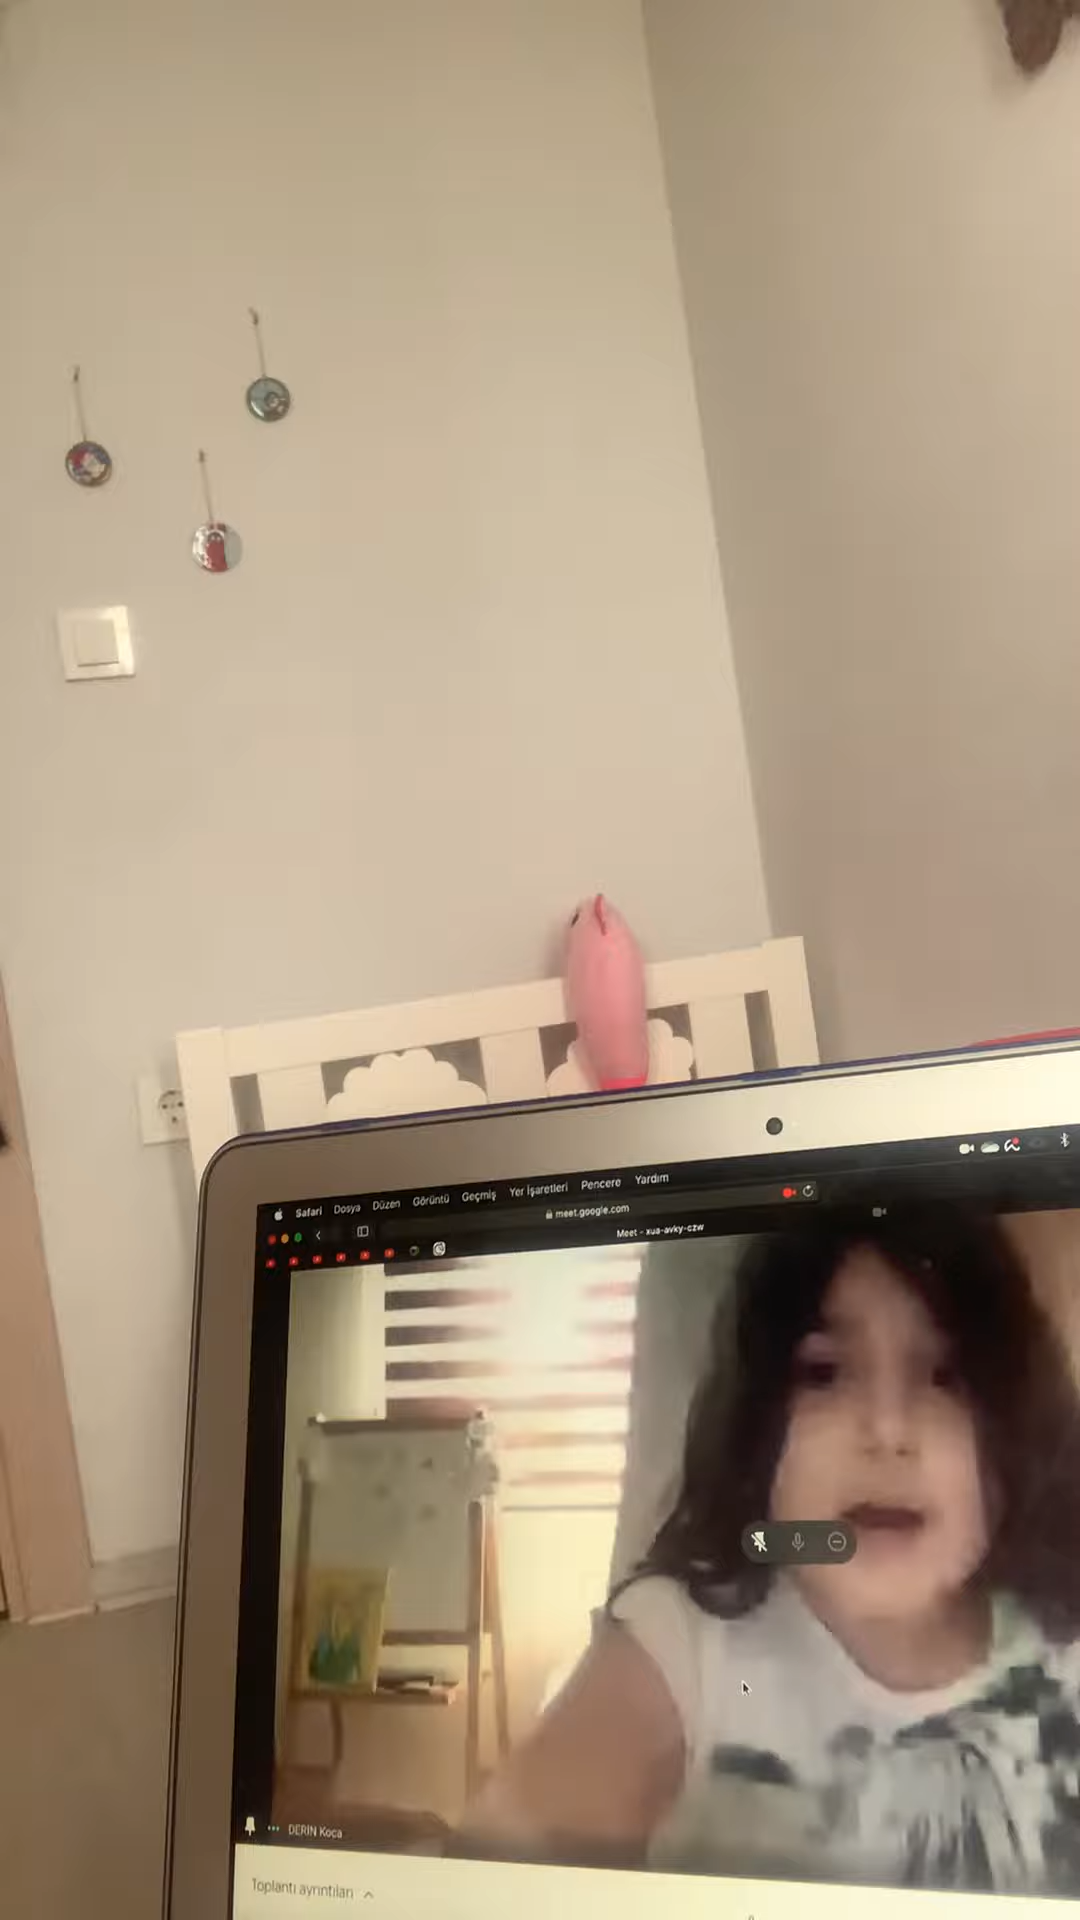 Safari Dosya Düzen Görüntü Geçmiş Yer İşaretleri Pencere Yardım
meet.google.com
Meet - xua-avky-czw
DERİN Koca
Toplantı ayrıntıları